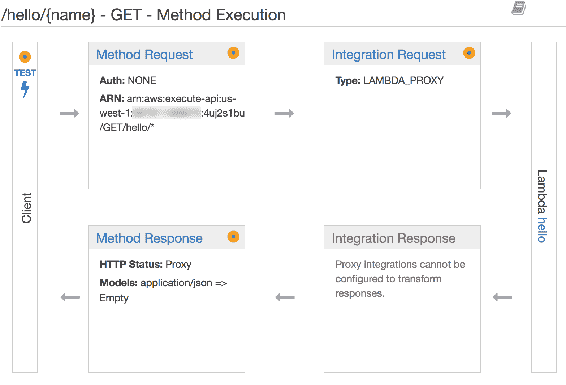 /hello/{name} - GET - Method Execution
TEST
Client
Method Request
Auth: NONE
ARN: arn:aws:execute-api:us-
west-1: :4uj2s1bu
/GET/hello/*
Integration Request
Type: LAMBDA_PROXY
Lambda hello
Method Response
HTTP Status: Proxy
Models: application/json =>
Empty
Integration Response
Proxy integrations cannot be
configured to transform
responses.